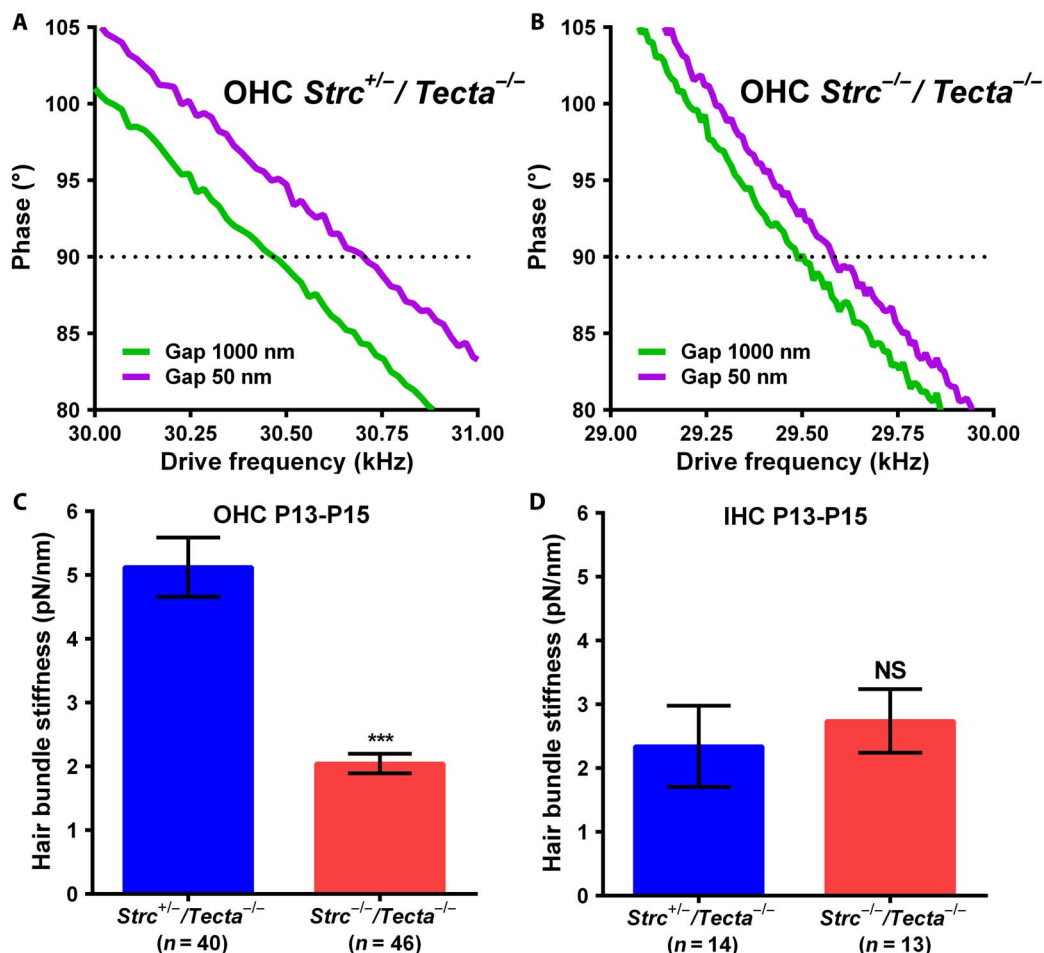 A
OHC Strc+/–/ Tecta–/–
Phase (°)
105
100
95
90
85
80
Gap 1000 nm
Gap 50 nm
30.00 30.25 30.50 30.75 31.00
Drive frequency (kHz)
B
OHC Strc–/–/ Tecta–/–
Phase (°)
105
100
95
90
85
80
Gap 1000 nm
Gap 50 nm
29.00 29.25 29.50 29.75 30.00
Drive frequency (kHz)
C
OHC P13-P15
Hair bundle stiffness (pN/nm)
6
5
4
3
2
1
0
***
Strc+/–/Tecta–/– Strc–/–/Tecta–/–
(n = 40) (n = 46)
D
IHC P13-P15
Hair bundle stiffness (pN/nm)
6
5
4
3
2
1
0
NS
Strc+/–/Tecta–/– Strc–/–/Tecta–/–
(n = 14) (n = 13)